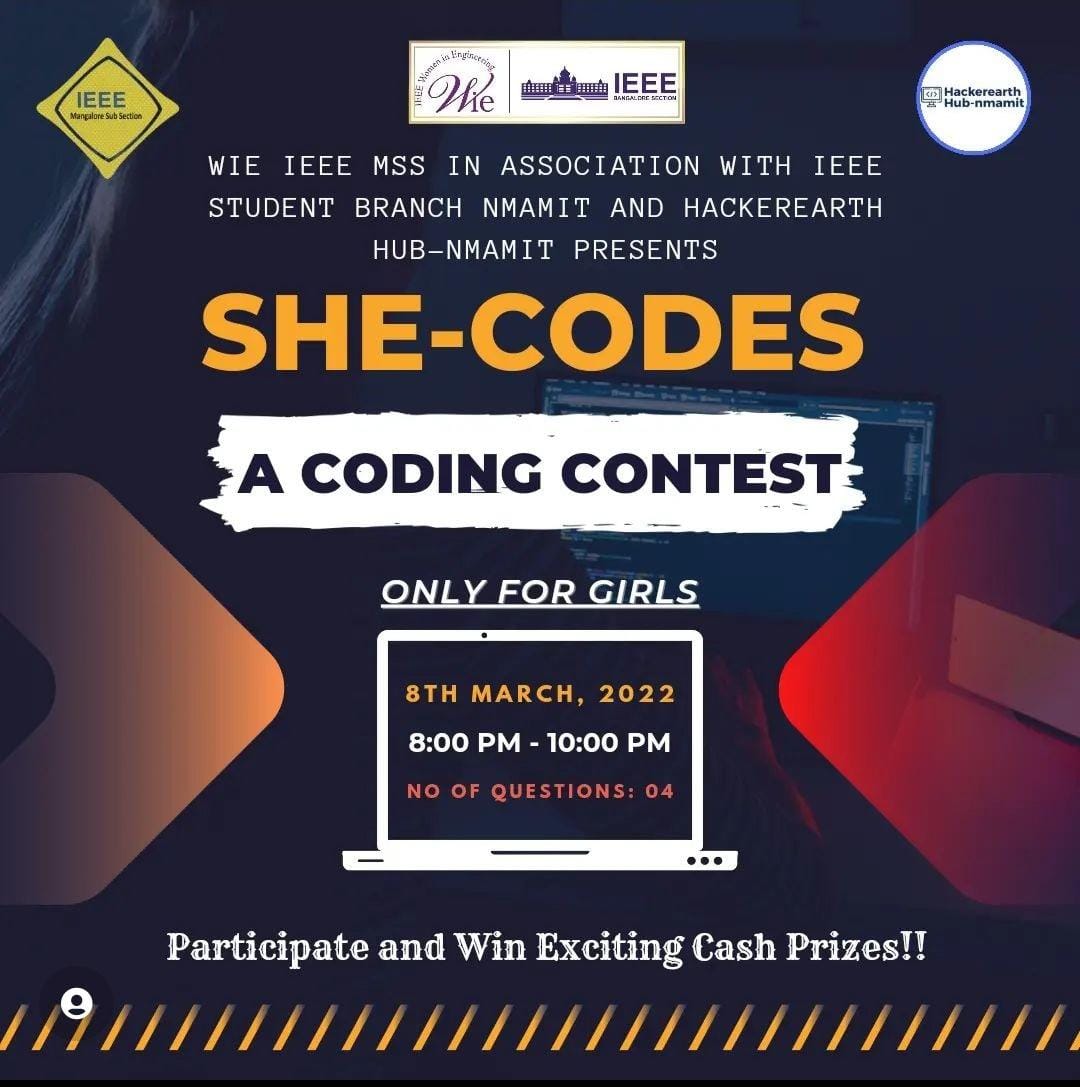 IEEE
Mangalore Sub Section
IEEE Women in Engineering
Wie
IEEE
BANGALORE SECTION
Hackerearth
Hub-nmamit
WIE IEEE MSS IN ASSOCIATION WITH IEEE
STUDENT BRANCH NMAMIT AND HACKEREARTH
HUB-NMAMIT PRESENTS
SHE-CODES
A CODING CONTEST
ONLY FOR GIRLS
8TH MARCH, 2022
8:00 PM - 10:00 PM
NO OF QUESTIONS: 04
Participate and Win Exciting Cash Prizes!!